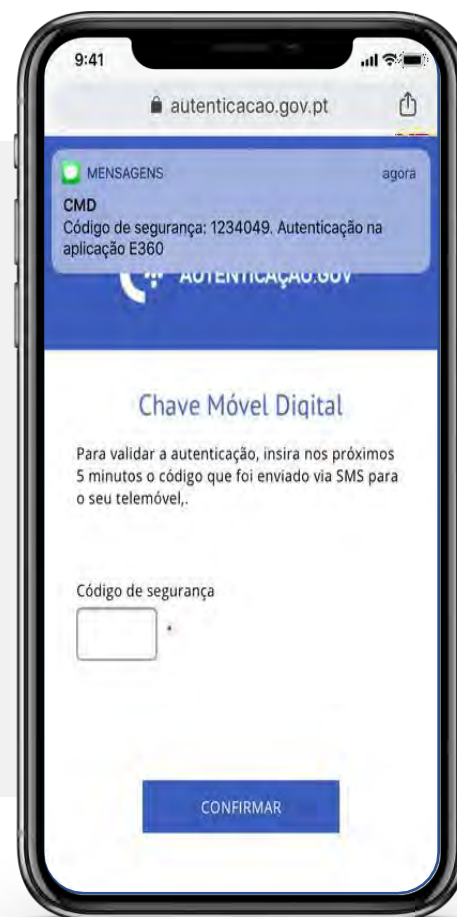 9:41
autenticacao.gov.pt
MENSAGENS
agora
CMD
Código de segurança: 1234049. Autenticação na
aplicação E360
AUTENTICAÇÃO.GOV
Chave Móvel Digital
Para validar a autenticação, insira nos próximos
5 minutos o código que foi enviado via SMS para
o seu telemóvel,.
Código de segurança
*
CONFIRMAR